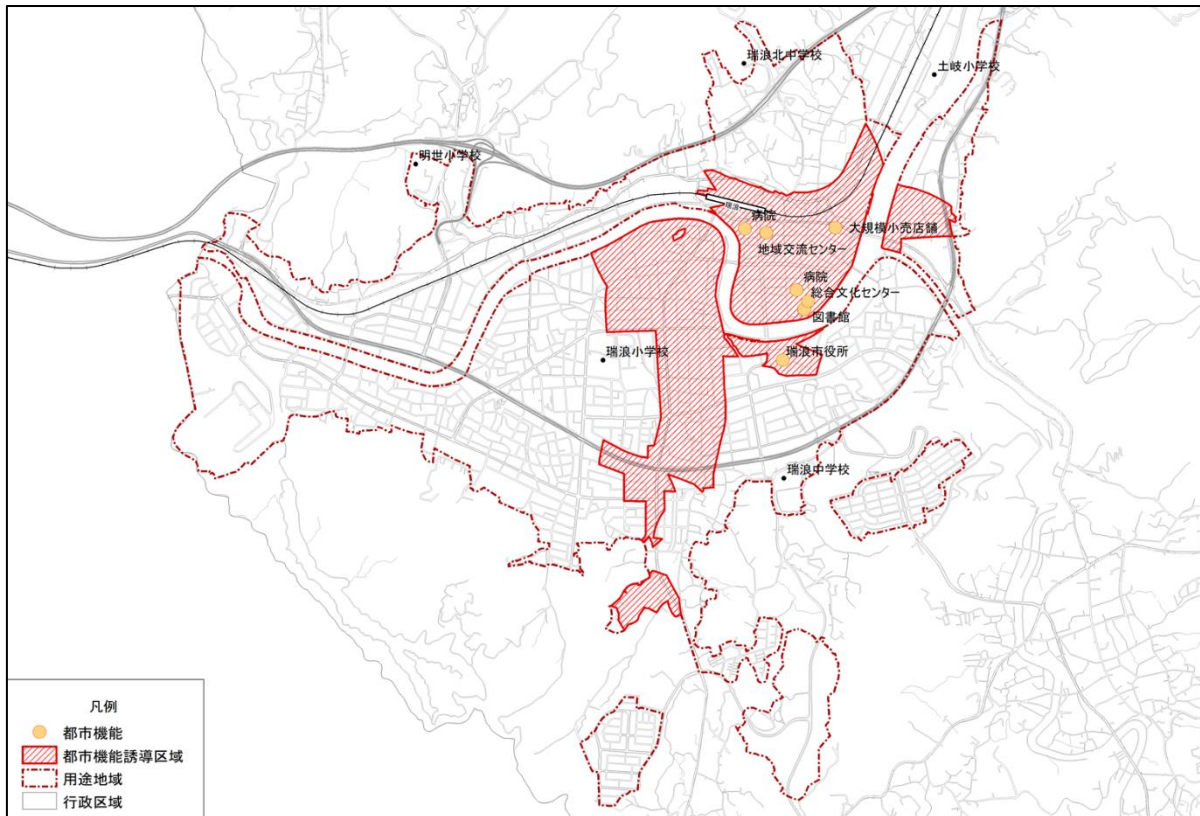 瑞浪北中学校
土岐小学校
明世小学校
瑞浪
病院
大規模小売店舗
地域交流センター
病院
総合文化センター
図書館
瑞浪小学校
瑞浪市役所
瑞浪中学校
凡例
都市機能
都市機能誘導区域
用途地域
行政区域